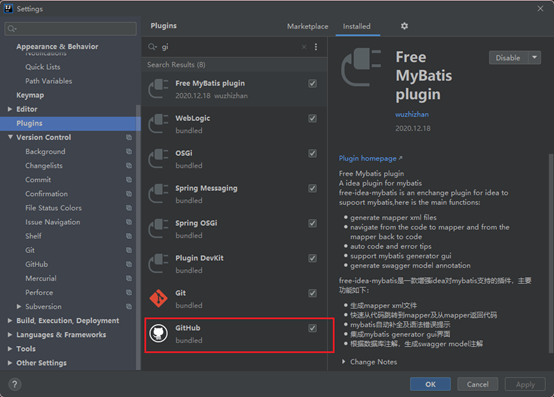 Settings
Plugins
Marketplace
Installed
Appearance & Behavior
Notifications
Quick Lists
Path Variables
Keymap
Editor
Plugins
Version Control
Background
Changelists
Commit
Confirmation
File Status Colors
Issue Navigation
Shelf
Git
GitHub
Mercurial
Perforce
Subversion
Build, Execution, Deployment
Languages & Frameworks
Tools
Other Settings
gi
Search Results (8)
Free MyBatis plugin
2020.12.18 wuzhizhan
WebLogic
bundled
OSGi
bundled
Spring Messaging
bundled
Spring OSGi
bundled
Plugin DevKit
bundled
Git
bundled
GitHub
bundled
Free
MyBatis
plugin
Disable
wuzhizhan
2020.12.18
Plugin homepage
Free Mybatis plugin
A idea plugin for mybatis
free-idea-mybatis is an enchange plugin for idea to
supoort mybatis,here is the main functions:
generate mapper xml files
navigate from the code to mapper and from the
mapper back to code
auto code and error tips
support mybatis generator gui
generate swagger model annotation
free-idea-mybatis是一款增强idea对mybatis支持的插件，主要
功能如下：
生成mapper xml文件
快速从代码跳转到mapper及从mapper返回代码
mybatis自动补全及语法错误提示
集成mybatis generator gui界面
根据数据库注解，生成swagger model注解
Change Notes
?
OK
Cancel
Apply